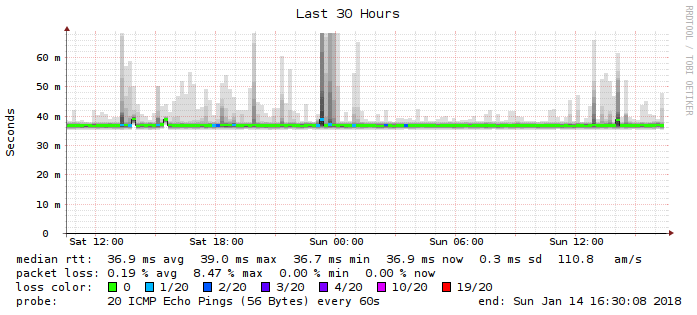 Last 30 Hours
RRDTOOL / TOBI OETIKER
Seconds
60 m
50 m
40 m
30 m
20 m
10 m
0
Sat 12:00 Sat 18:00 Sun 00:00 Sun 06:00 Sun 12:00
median rtt: 36.9 ms avg 39.0 ms max 36.7 ms min 36.9 ms now 0.3 ms sd 110.8 am/s
packet loss: 0.19 % avg 8.47 % max 0.00 % min 0.00 % now
loss color: 0 1/20 2/20 3/20 4/20 10/20 19/20
probe: 20 ICMP Echo Pings (56 Bytes) every 60s end: Sun Jan 14 16:30:08 2018